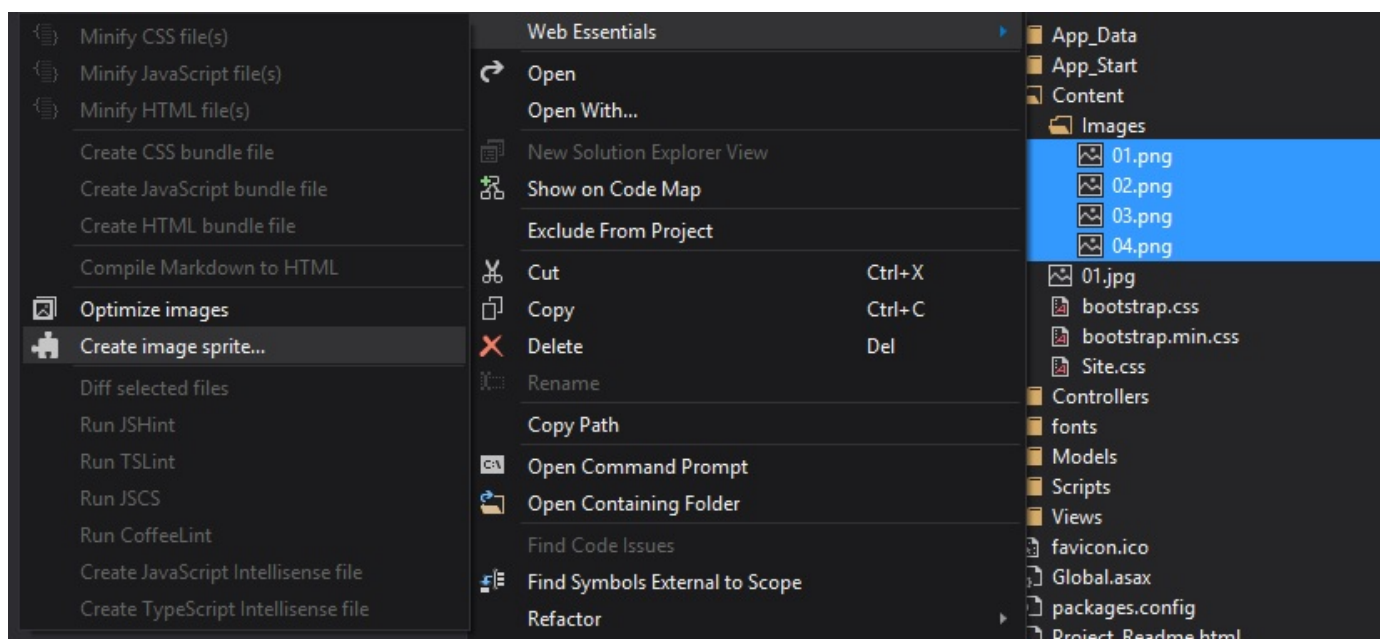 Minify CSS file(s)
Minify JavaScript file(s)
Minify HTML file(s)
Create CSS bundle file
Create JavaScript bundle file
Create HTML bundle file
Compile Markdown to HTML
Optimize images
Create image sprite...
Diff selected files
Run JSHint
Run TSLint
Run JSCS
Run CoffeeLint
Create JavaScript Intellisense file
Create TypeScript Intellisense file
Web Essentials
Open
Open With...
New Solution Explorer View
Show on Code Map
Exclude From Project
Cut Ctrl+X
Copy Ctrl+C
Delete Del
Rename
Copy Path
Open Command Prompt
Open Containing Folder
Find Code Issues
Find Symbols External to Scope
Refactor
App_Data
App_Start
Content
Images
01.png
02.png
03.png
04.png
01.jpg
bootstrap.css
bootstrap.min.css
Site.css
Controllers
fonts
Models
Scripts
Views
favicon.ico
Global.asax
packages.config
Project_Readme.html